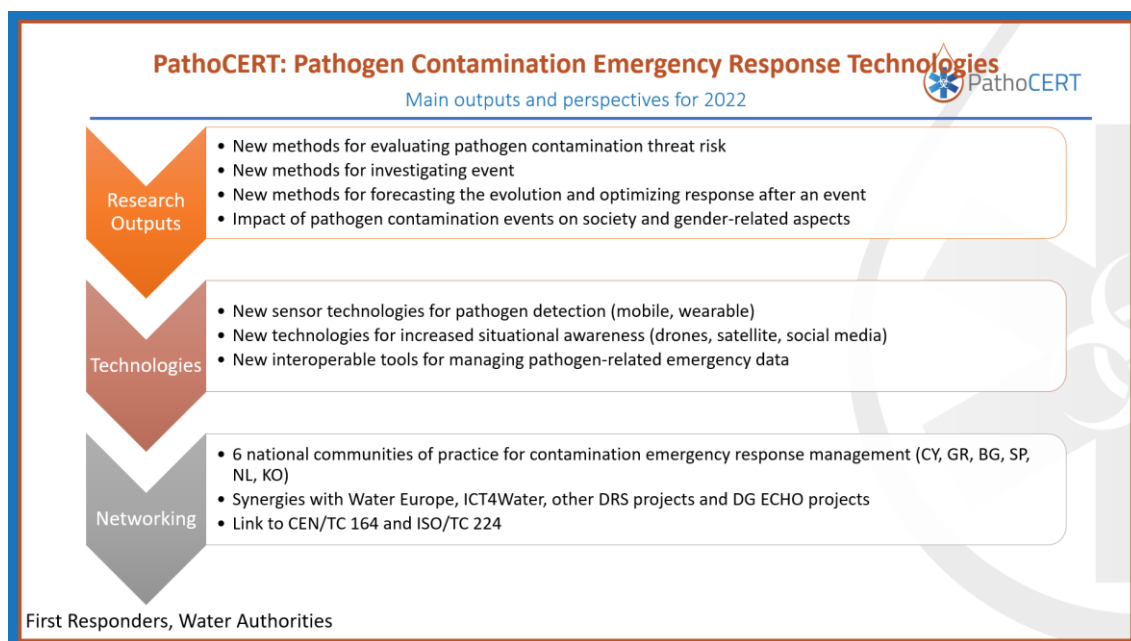 PathoCERT: Pathogen Contamination Emergency Response Technologies
PathoCERT
Main outputs and perspectives for 2022
Research
Outputs
• New methods for evaluating pathogen contamination threat risk
• New methods for investigating event
• New methods for forecasting the evolution and optimizing response after an event
• Impact of pathogen contamination events on society and gender-related aspects
Technologies
• New sensor technologies for pathogen detection (mobile, wearable)
• New technologies for increased situational awareness (drones, satellite, social media)
• New interoperable tools for managing pathogen-related emergency data
Networking
• 6 national communities of practice for contamination emergency response management (CY, GR, BG, SP,
NL, KO)
• Synergies with Water Europe, ICT4Water, other DRS projects and DG ECHO projects
• Link to CEN/TC 164 and ISO/TC 224
First Responders, Water Authorities